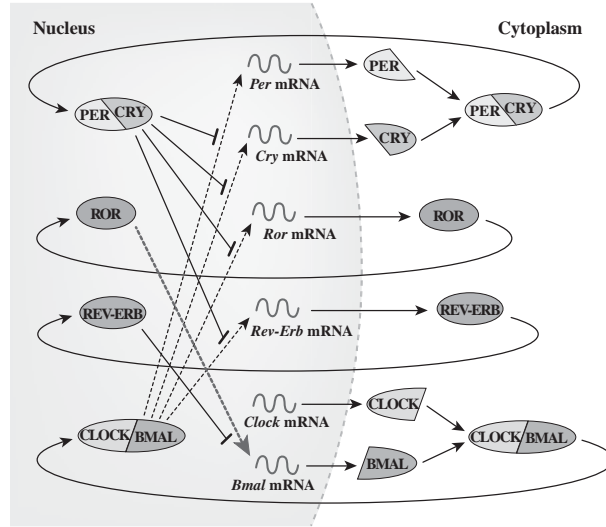 Nucleus
Cytoplasm
PER
Per mRNA
PER CRY
PER CRY
CRY
Cry mRNA
ROR
Ror mRNA
ROR
REV-ERB
Rev-Erb mRNA
REV-ERB
CLOCK
Clock mRNA
CLOCK BMAL
CLOCK BMAL
BMAL
Bmal mRNA